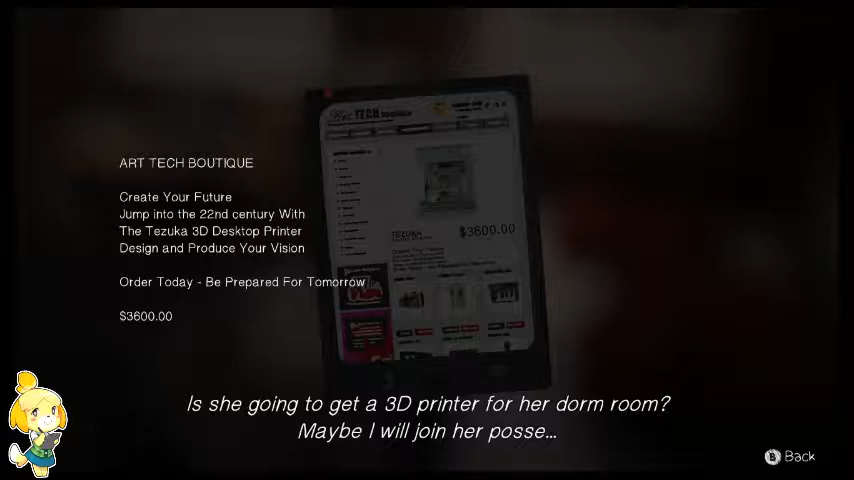 ART TECH BOUTIQUE
Create Your Future
Jump into the 22nd century With
The Tezuka 3D Desktop Printer
Design and Produce Your Vision
Order Today - Be Prepared For Tomorrow
$3600.00
Art TECH BOUTIQUE
TEZUKA
$3600.00
Is she going to get a 3D printer for her dorm room?
Maybe I will join her posse...
B Back